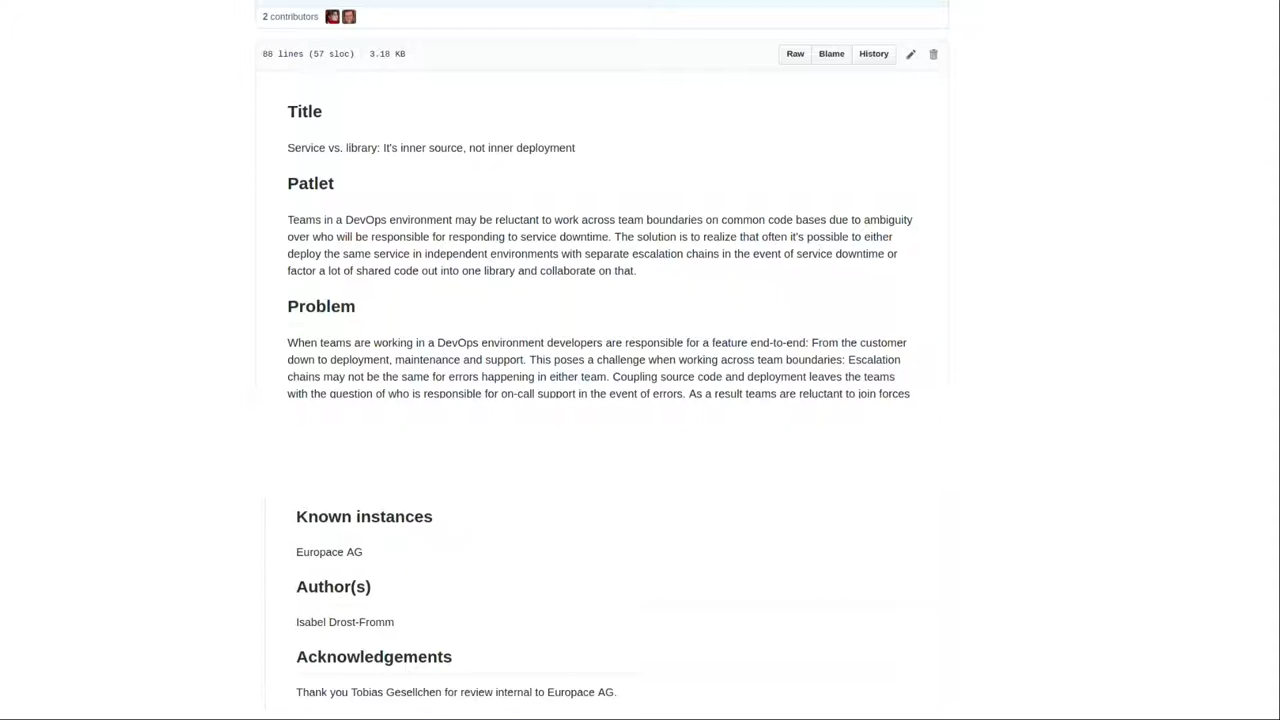 2 contributors
88 lines (57 sloc) 3.18 KB
Raw Blame History
Title
Service vs. library: It's inner source, not inner deployment
Patlet
Teams in a DevOps environment may be reluctant to work across team boundaries on common code bases due to ambiguity
over who will be responsible for responding to service downtime. The solution is to realize that often it's possible to either
deploy the same service in independent environments with separate escalation chains in the event of service downtime or
factor a lot of shared code out into one library and collaborate on that.
Problem
When teams are working in a DevOps environment developers are responsible for a feature end-to-end: From the customer
down to deployment, maintenance and support. This poses a challenge when working across team boundaries: Escalation
chains may not be the same for errors happening in either team. Coupling source code and deployment leaves the teams
with the question of who is responsible for on-call support in the event of errors. As a result teams are reluctant to join forces
Known instances
Europace AG
Author(s)
Isabel Drost-Fromm
Acknowledgements
Thank you Tobias Gesellchen for review internal to Europace AG.